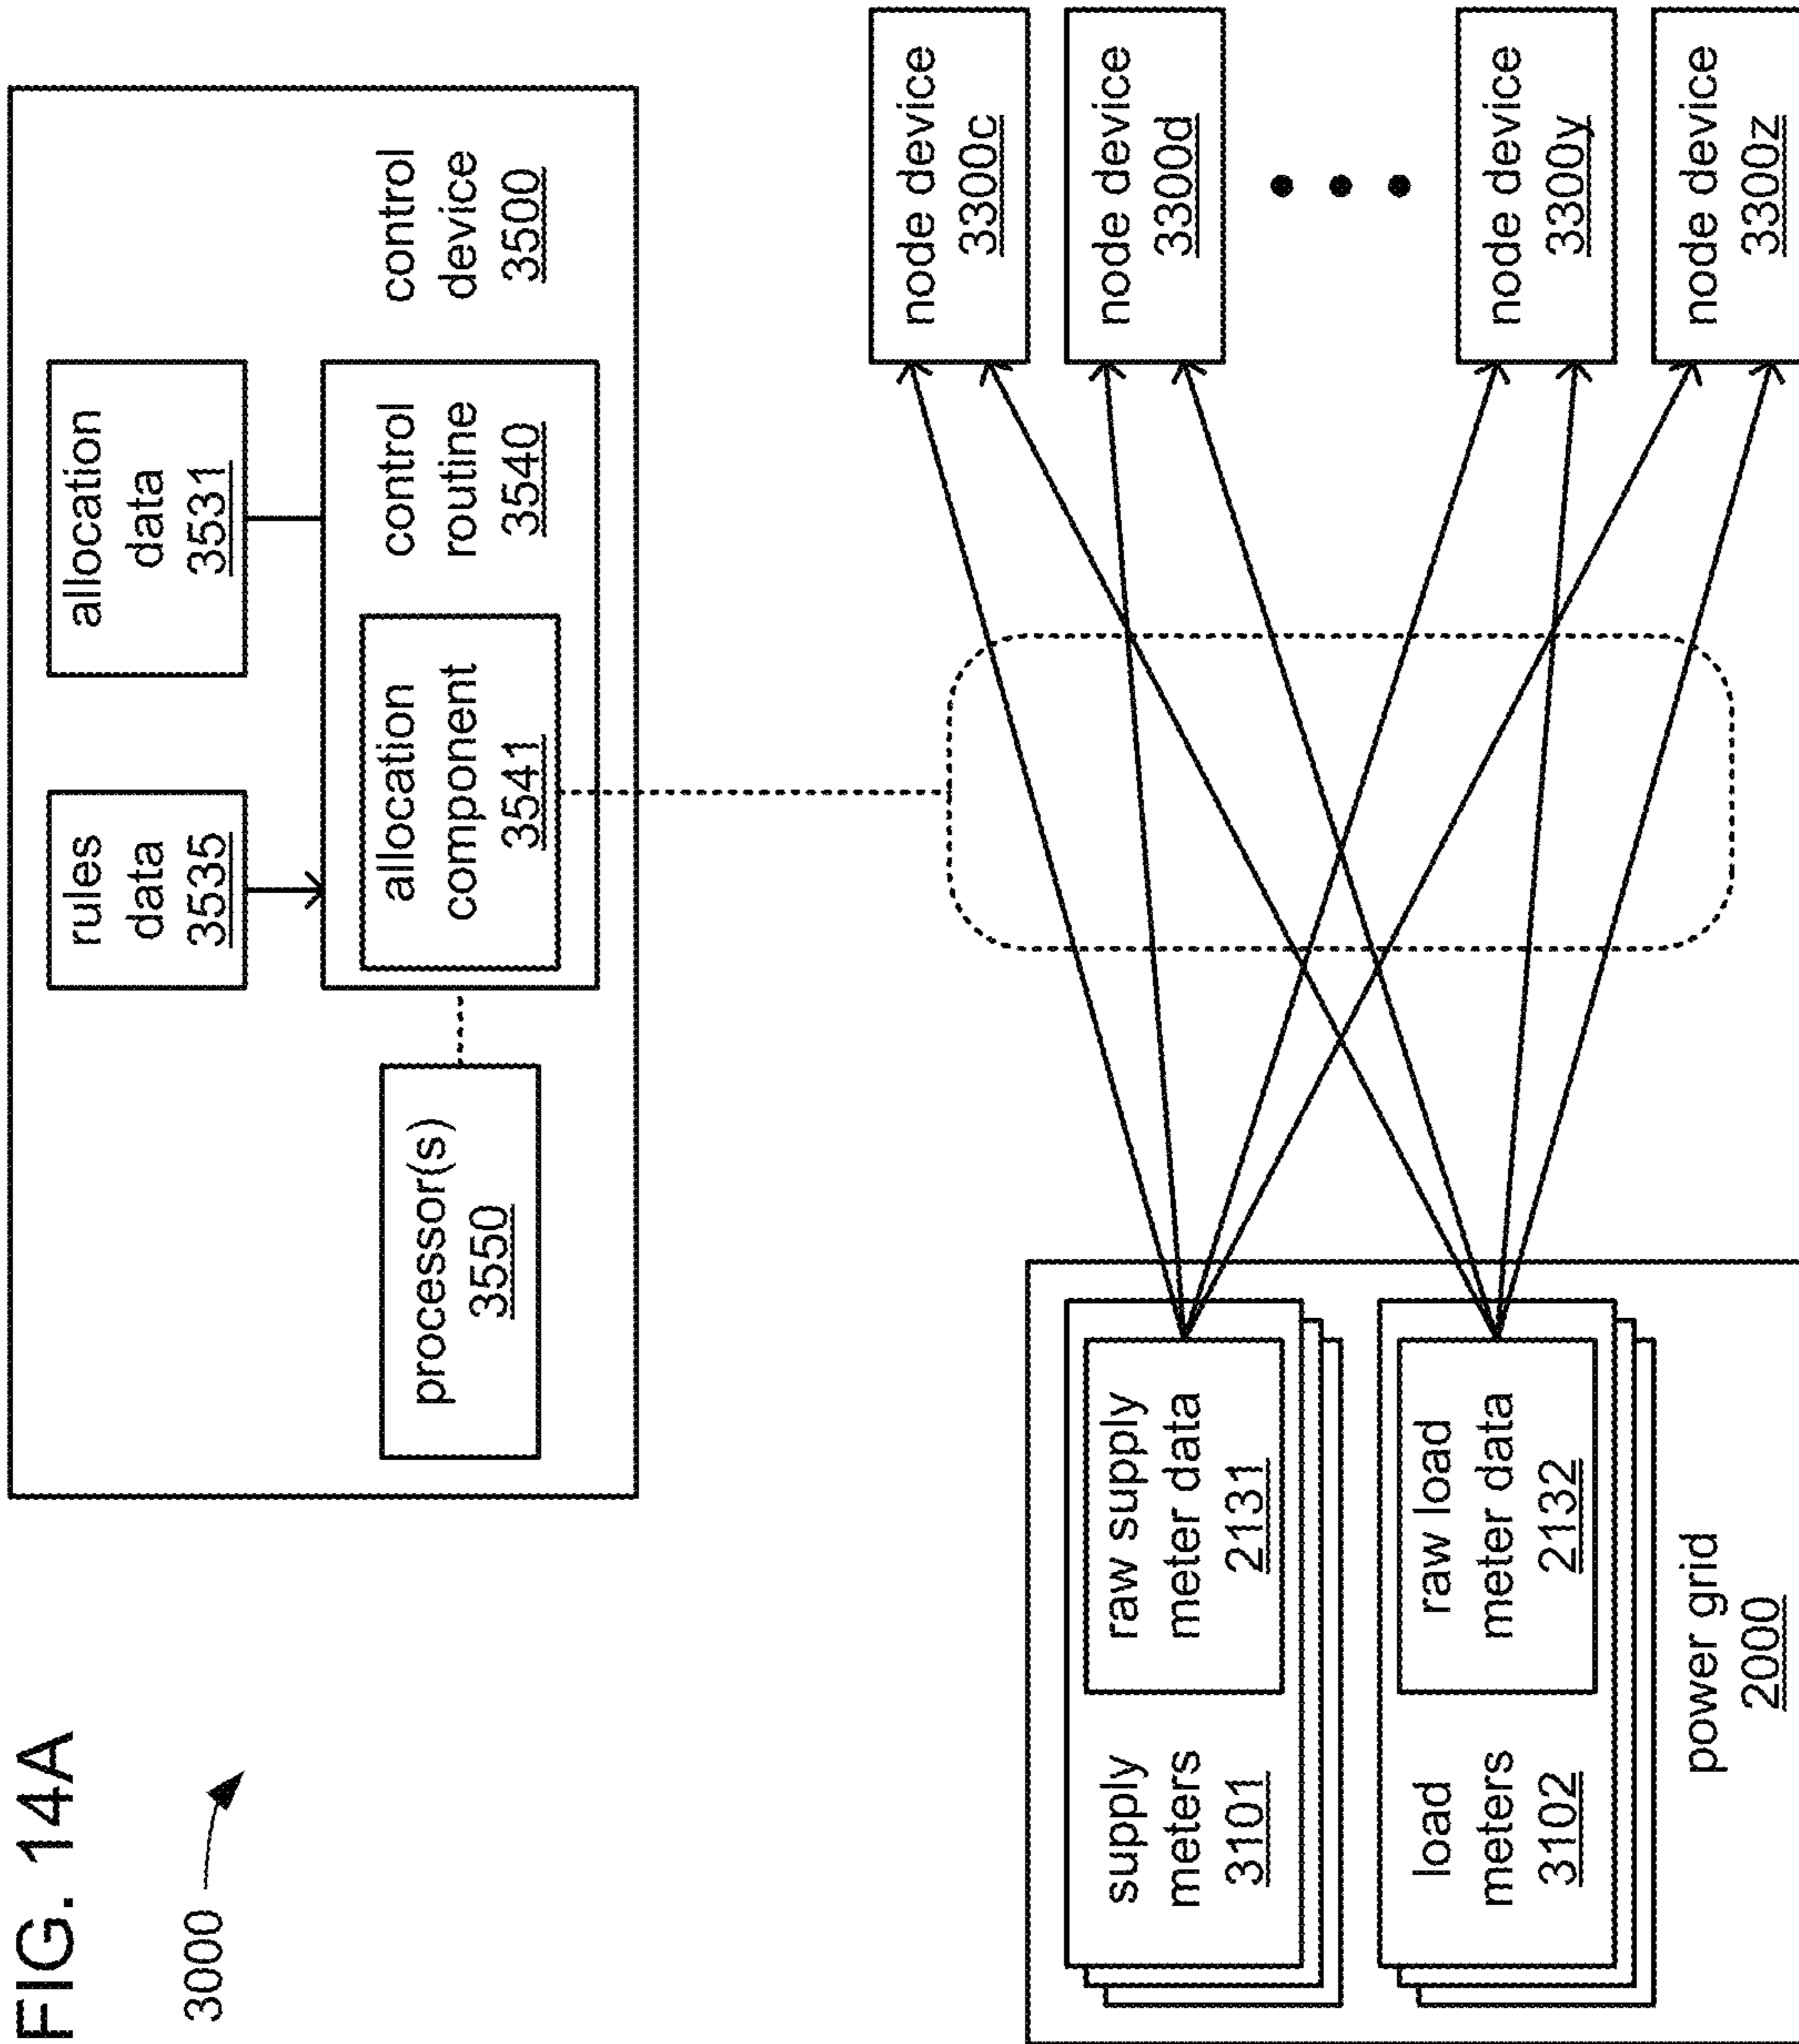 FIG. 14A
3000
rules
data
3535
allocation
data
3531
processor(s)
3550
allocation
component
3541
control
routine
3540
control
device
3500
supply
meters
3101
raw supply
meter data
2131
load
meters
3102
raw load
meter data
2132
power grid
2000
node device
3300c
node device
3300d
node device
3300y
node device
3300z